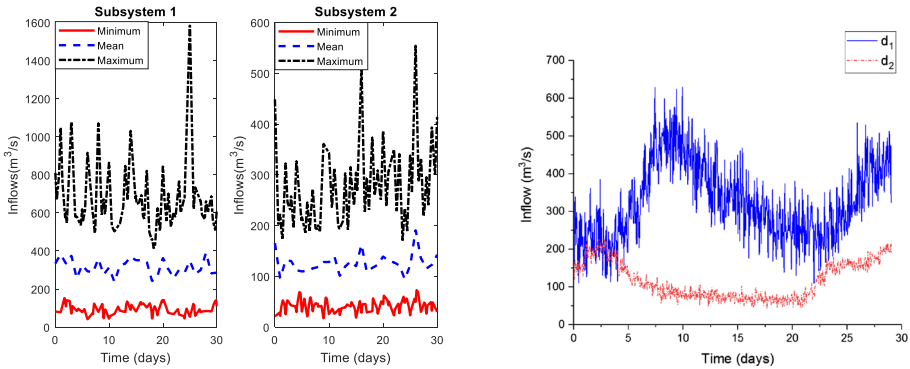 Subsystem 1
Inflows(m³/s)
1600
1400
1200
1000
800
600
400
200
0
Minimum
Mean
Maximum
0
10
20
30
Time (days)
Subsystem 2
Inflows(m³/s)
600
500
400
300
200
100
0
Minimum
Mean
Maximum
0
10
20
30
Time (days)
d₁
d₂
Inflow (m³/s)
700
600
500
400
300
200
100
0
0
5
10
15
20
25
30
Time (days)